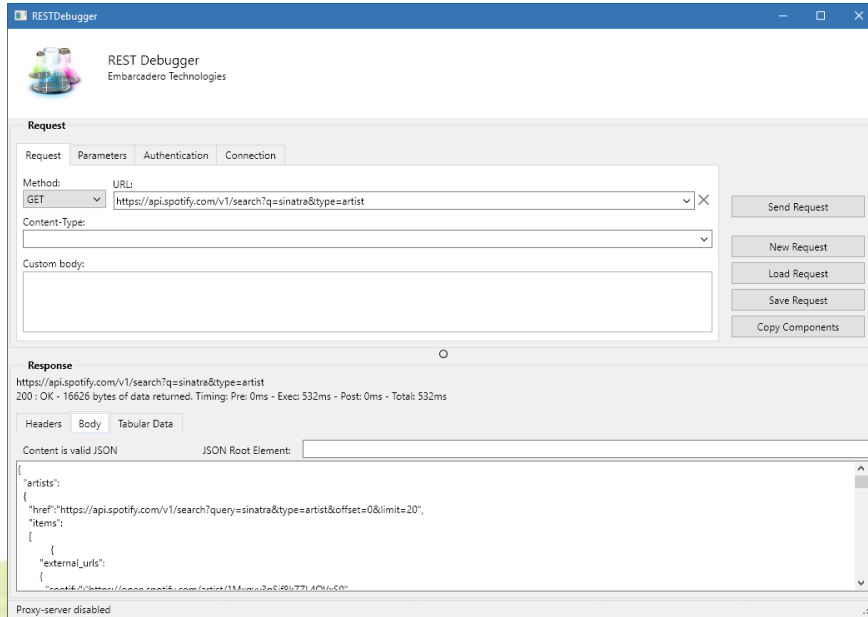 RESTDebugger
REST Debugger
Embarcadero Technologies
Request
Request Parameters Authentication Connection
Method: URL:
GET https://api.spotify.com/v1/search?q=sinatra&type=artist
Send Request
Content-Type:
New Request
Custom body:
Load Request
Save Request
Copy Components
Response
https://api.spotify.com/v1/search?q=sinatra&type=artist
200 : OK - 16626 bytes of data returned. Timing: Pre: 0ms - Exec: 532ms - Post: 0ms - Total: 532ms
Headers Body Tabular Data
Content is valid JSON JSON Root Element:
{
"artists":
{
"href":"https://api.spotify.com/v1/search?query=sinatra&type=artist&offset=0&limit=20",
"items":
[
{
"external_urls":
{
Proxy-server disabled